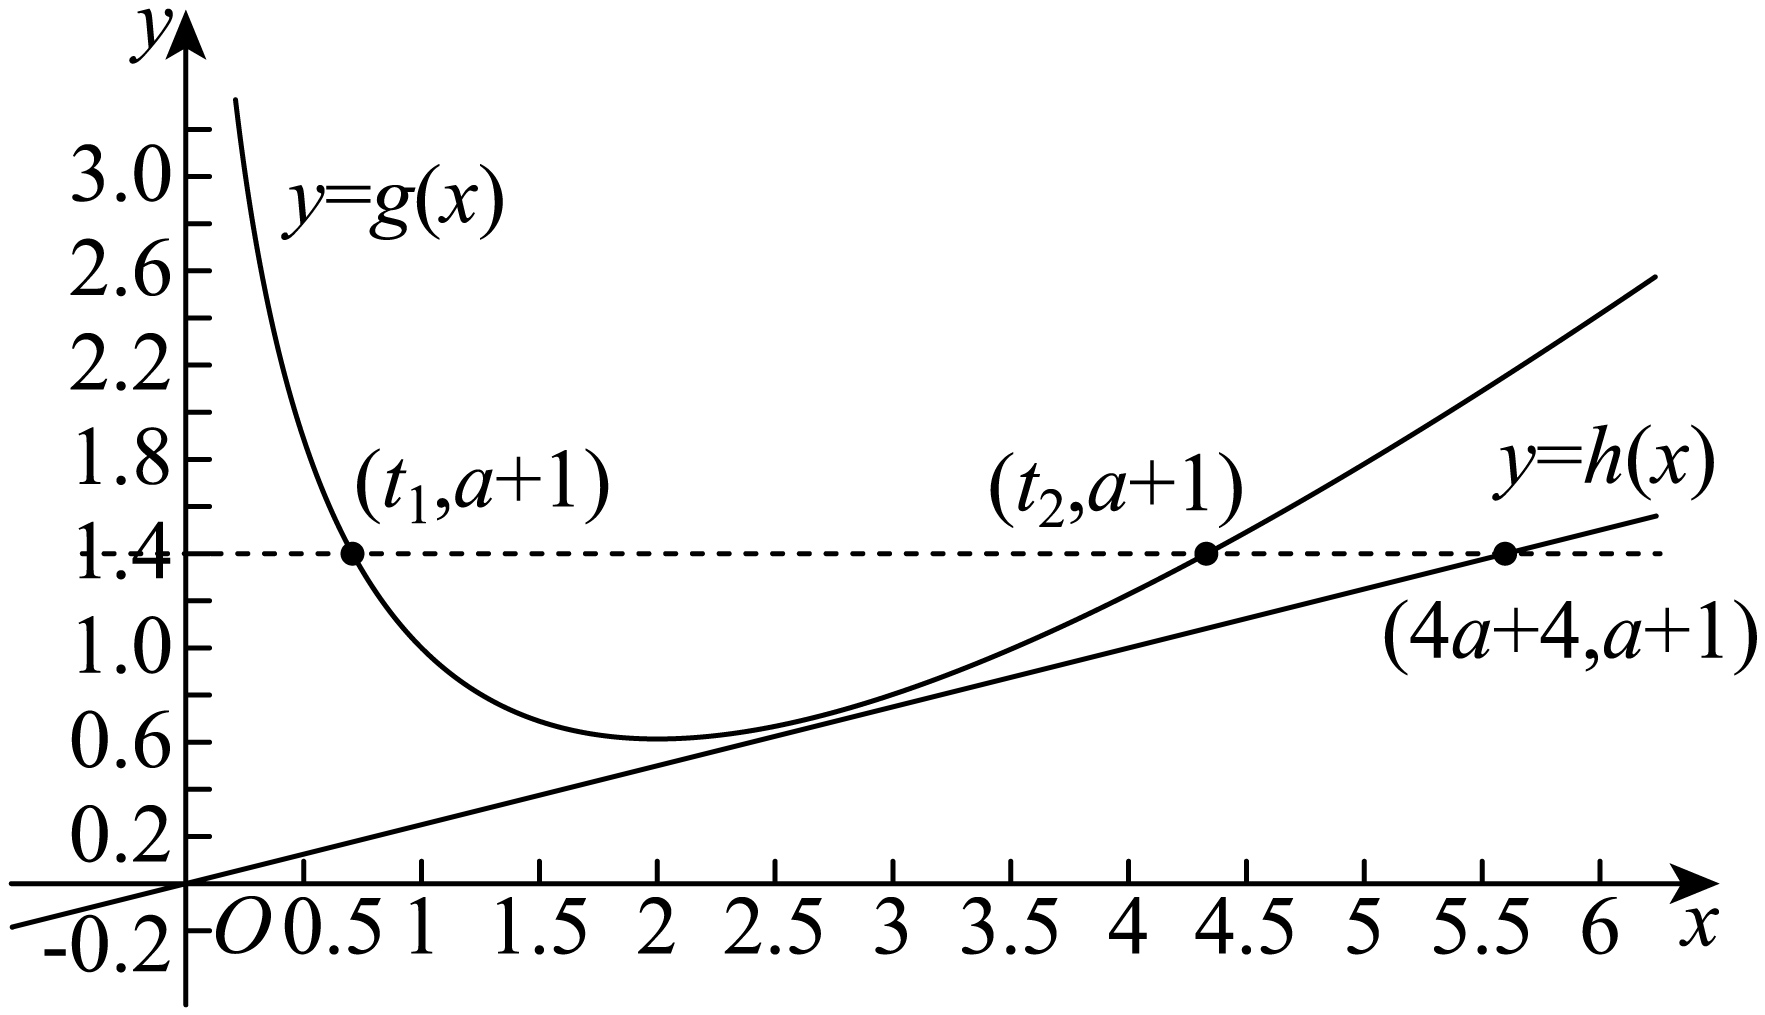 y
3.0
y=g(x)
2.6
2.2
1.8
(t₁,a+1)
(t₂,a+1)
y=h(x)
1.4
1.0
(4a+4,a+1)
0.6
0.2
-0.2
O 0.5 1 1.5 2 2.5 3 3.5 4 4.5 5 5.5 6 x